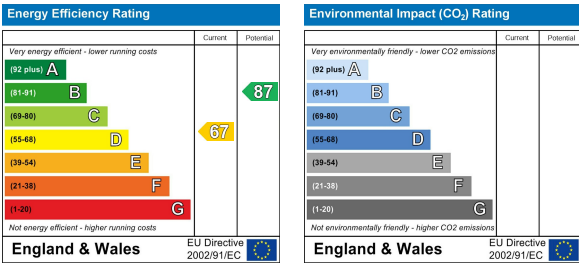 Energy Efficiency Rating
Current Potential
Very energy efficient - lower running costs
(92 plus) A
(81-91) B
87
(69-80) C
(55-68) D
67
(39-54) E
(21-38) F
(1-20) G
Not energy efficient - higher running costs
England & Wales
EU Directive
2002/91/EC
Environmental Impact (CO₂) Rating
Current Potential
Very environmentally friendly - lower CO2 emissions
(92 plus) A
(81-91) B
(69-80) C
(55-68) D
(39-54) E
(21-38) F
(1-20) G
Not environmentally friendly - higher CO2 emissions
England & Wales
EU Directive
2002/91/EC